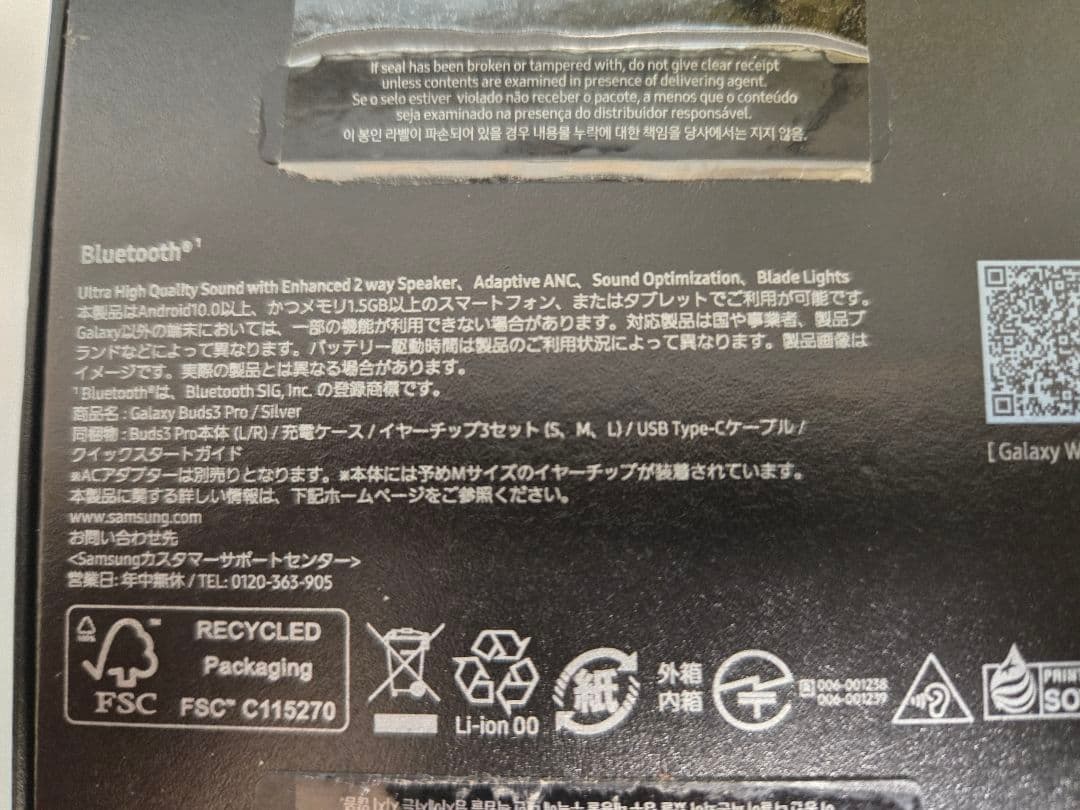 If seal has been broken or tampered with, do not give clear receipt
unless contents are examined in presence of delivering agent.
Se o selo estiver violado não receber o pacote, a menos que o conteúdo
seja examinado na presença do distribuidor responsável.
이 봉인 라벨이 파손되어 있을 경우 내용물 누락에 대한 책임을 당사에서는 지지 않음.
Bluetooth®¹
Ultra High Quality Sound with Enhanced 2 way Speaker、Adaptive ANC、Sound Optimization、Blade Lights
本製品はAndroid10.0以上、かつメモリ1.5GB以上のスマートフォン、またはタブレットでご利用が可能です。
Galaxy以外の端末においては、一部の機能が利用できない場合があります。対応製品は国や事業者、製品ブ
ランドなどによって異なります。バッテリー駆動時間は製品のご利用状況によって異なります。製品画像は
イメージです。実際の製品とは異なる場合があります。
¹Bluetooth®は、Bluetooth SIG, Inc. の登録商標です。
商品名 : Galaxy Buds3 Pro / Silver
同梱物 : Buds3 Pro本体 (L/R) / 充電ケース / イヤーチップ3セット (S、M、L) / USB Type-Cケーブル /
クイックスタートガイド
※ACアダプターは別売りとなります。※本体には予めMサイズのイヤーチップが装着されています。
本製品に関する詳しい情報は、下記ホームページをご参照ください。
www.samsung.com
お問い合わせ先
<Samsungカスタマーサポートセンター>
営業日: 年中無休 / TEL: 0120-363-905
[ Galaxy W
100%
FSC
RECYCLED
Packaging
FSC™ C115270
Li-ion 00
紙
外箱
内箱
006-001238
006-001239
PRINT
SO